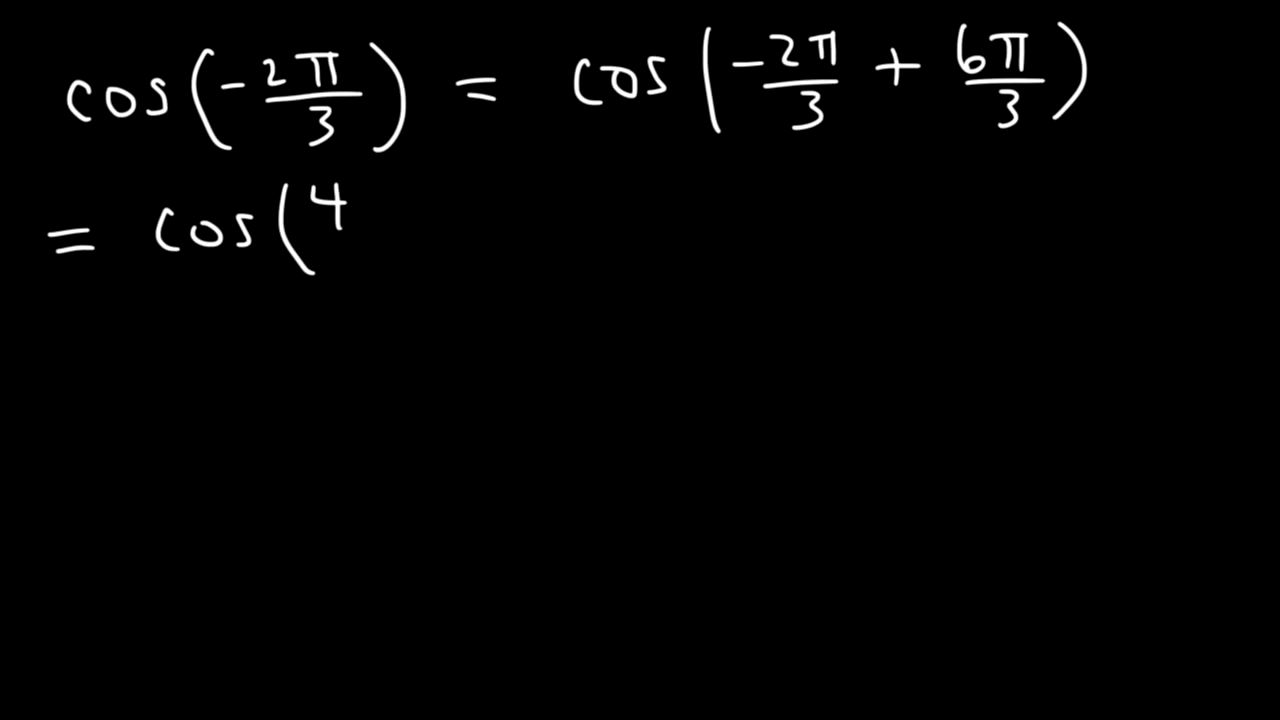 cos(-2π/3) = cos(-2π/3 + 6π/3)
= cos(4